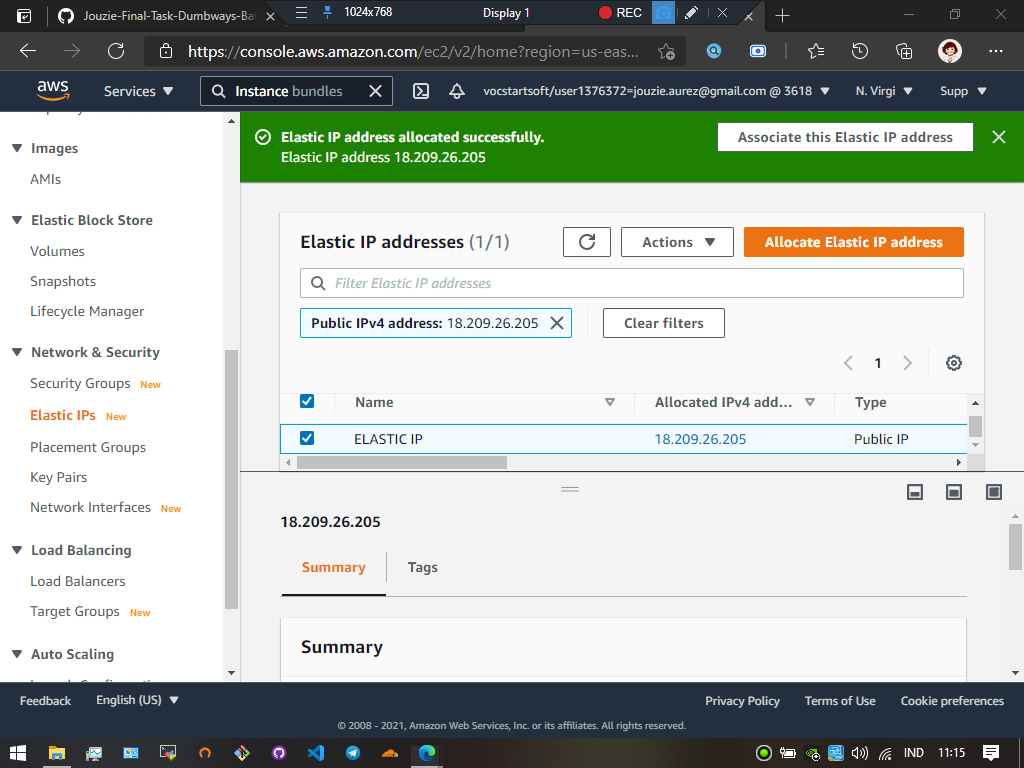 Jouzie-Final-Task-Dumbways-Ba
1024x768
Display 1
REC
https://console.aws.amazon.com/ec2/v2/home?region=us-eas...
aws
Services
Instance bundles
vocstartsoft/user1376372=jouzie.aurez@gmail.com @ 3618
N. Virgi
Supp
Images
AMIs
Elastic Block Store
Volumes
Snapshots
Lifecycle Manager
Network & Security
Security Groups New
Elastic IPs New
Placement Groups
Key Pairs
Network Interfaces New
Load Balancing
Load Balancers
Target Groups New
Auto Scaling
Elastic IP address allocated successfully.
Elastic IP address 18.209.26.205
Associate this Elastic IP address
Elastic IP addresses (1/1)
Actions
Allocate Elastic IP address
Filter Elastic IP addresses
Public IPv4 address: 18.209.26.205
Clear filters
1
Name
Allocated IPv4 add...
Type
ELASTIC IP
18.209.26.205
Public IP
18.209.26.205
Summary
Tags
Summary
Feedback
English (US)
Privacy Policy
Terms of Use
Cookie preferences
© 2008 - 2021, Amazon Web Services, Inc. or its affiliates. All rights reserved.
IND
11:15